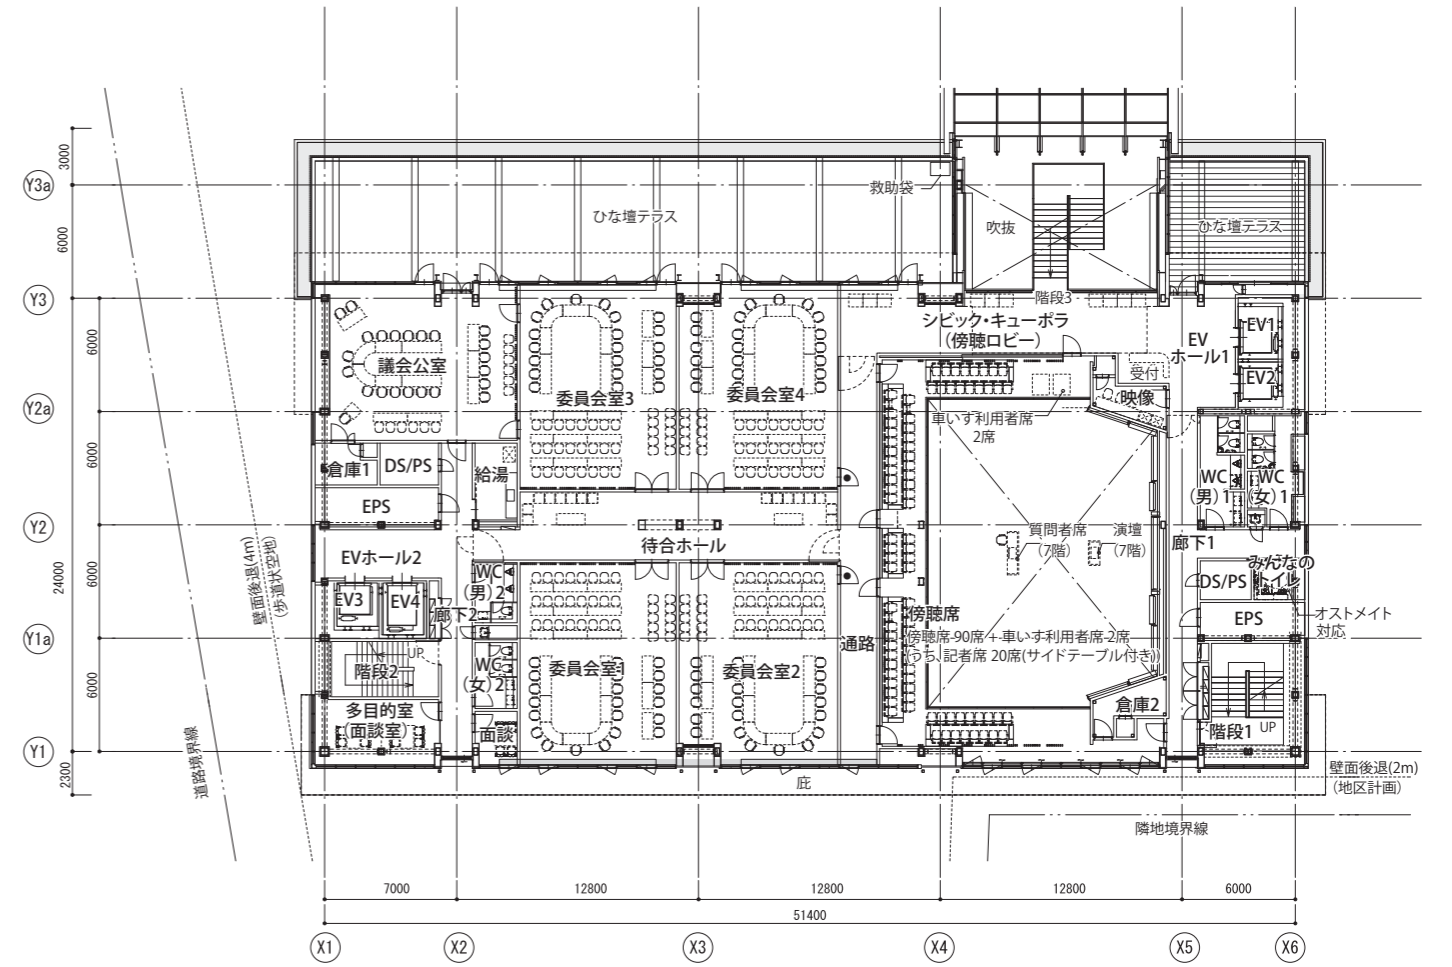 3000
Y3a
救助袋
ひな壇テラス
吹抜
ひな壇テラス
6000
階段3
Y3
シビック・キューポラ
（傍聴ロビー）
EV
ホール1
EV1
EV2
6000
議会公室
委員会室3
委員会室4
受付
映像
Y2a
車いす利用者席
2席
6000
倉庫1
DS/PS
給湯
WC
（男）1
WC
（女）1
EPS
Y2
待合ホール
質問者席
（7階）
演壇
（7階）
廊下1
EVホール2
みんなの
トイレ
24000
6000
壁面後退(4m)
（歩道状空地）
WC
（男）2
DS/PS
EV3
EV4
廊下2
傍聴席
EPS
オストメイト
対応
Y1a
傍聴席 90席＋車いす利用者席 2席
（うち、記者席 20席(サイドテーブル付き)）
通路
UP
階段2
WC
（女）2
委員会室1
委員会室2
6000
多目的室
（面談室）
面談
倉庫2
階段1
UP
Y1
道路境界線
壁面後退(2m)
（地区計画）
2300
庇
隣地境界線
7000
12800
12800
12800
6000
51400
X1
X2
X3
X4
X5
X6